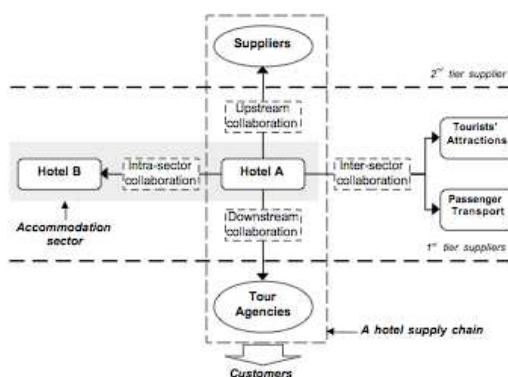 Suppliers
2nd tier supplier
Upstream
collaboration
Tourists'
Attractions
Hotel B
Intra-sector
collaboration
Hotel A
Inter-sector
collaboration
Passenger
Transport
Accommodation
sector
Downstream
collaboration
1st tier suppliers
Tour
Agencies
A hotel supply chain
Customers